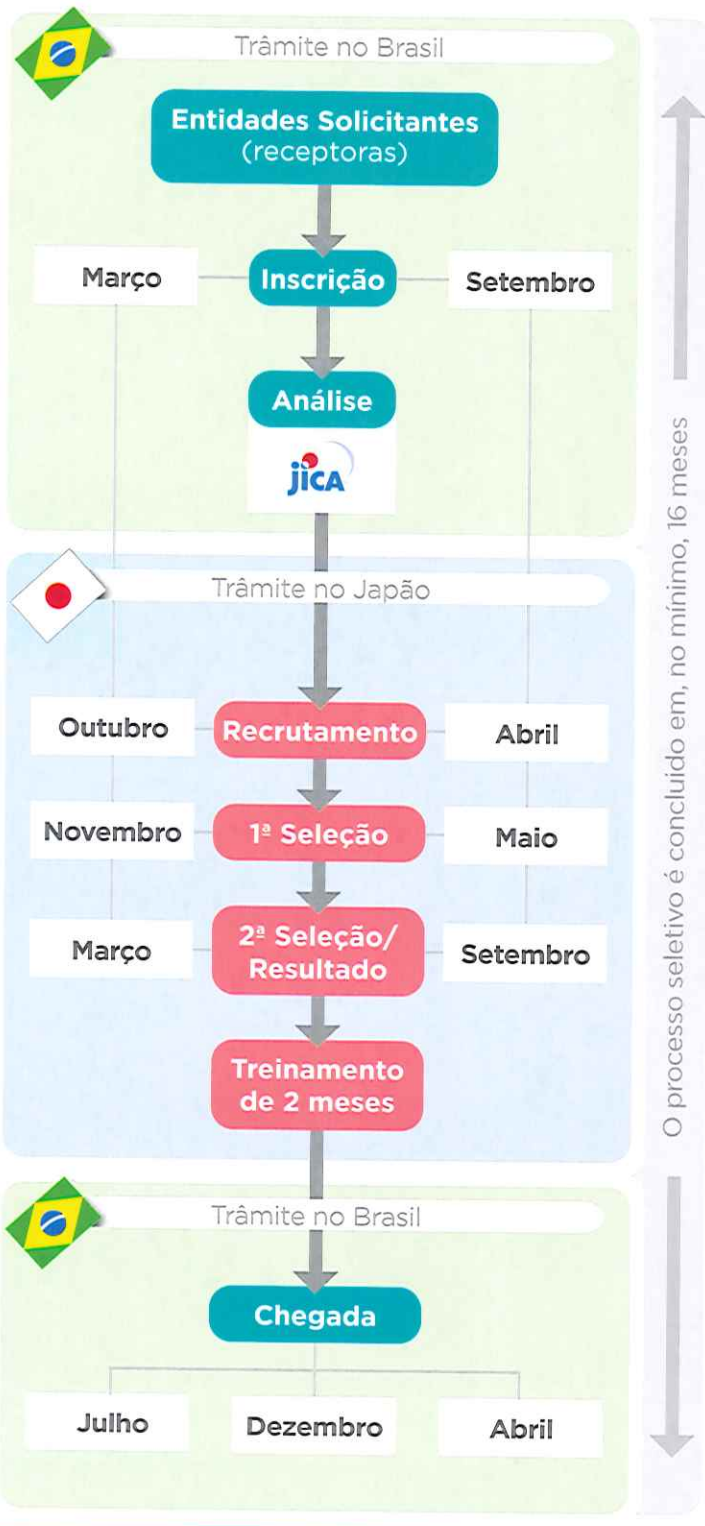 Trâmite no Brasil
Entidades Solicitantes
(receptoras)
Março
Inscrição
Setembro
Análise
jica
Trâmite no Japão
Outubro
Recrutamento
Abril
Novembro
1ª Seleção
Maio
Março
2ª Seleção/
Resultado
Setembro
Treinamento
de 2 meses
Trâmite no Brasil
Chegada
Julho
Dezembro
Abril
O processo seletivo é concluido em, no mínimo, 16 meses